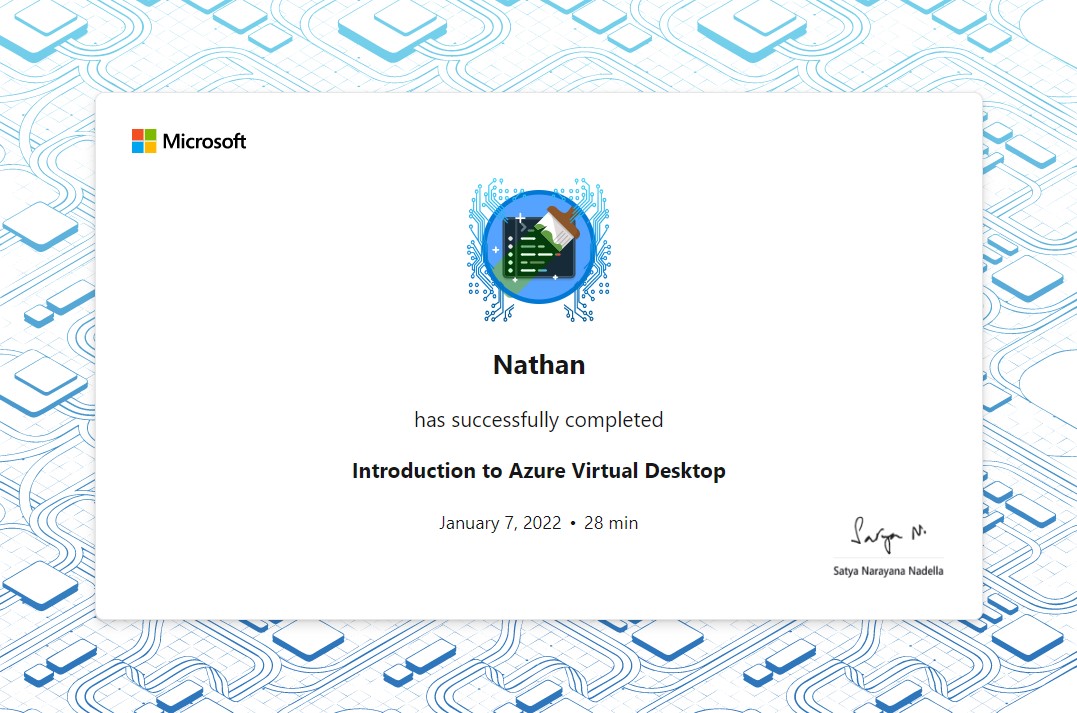 Microsoft
Nathan
has successfully completed
Introduction to Azure Virtual Desktop
January 7, 2022 • 28 min
Satya N.
Satya Narayana Nadella